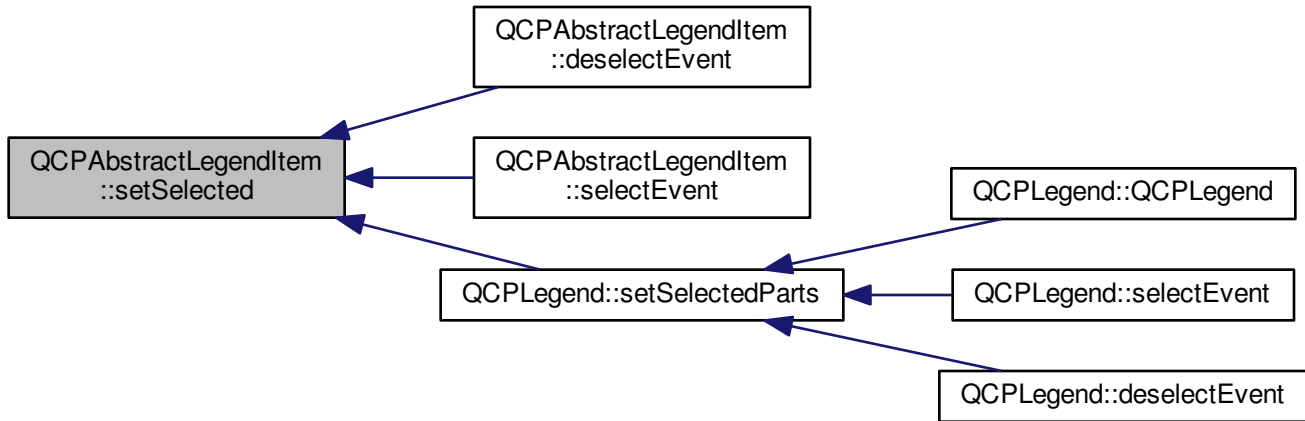 QCPAbstractLegendItem
::deselectEvent
QCPAbstractLegendItem
::setSelected
QCPAbstractLegendItem
::selectEvent
QCPLegend::QCPLegend
QCPLegend::setSelectedParts
QCPLegend::selectEvent
QCPLegend::deselectEvent